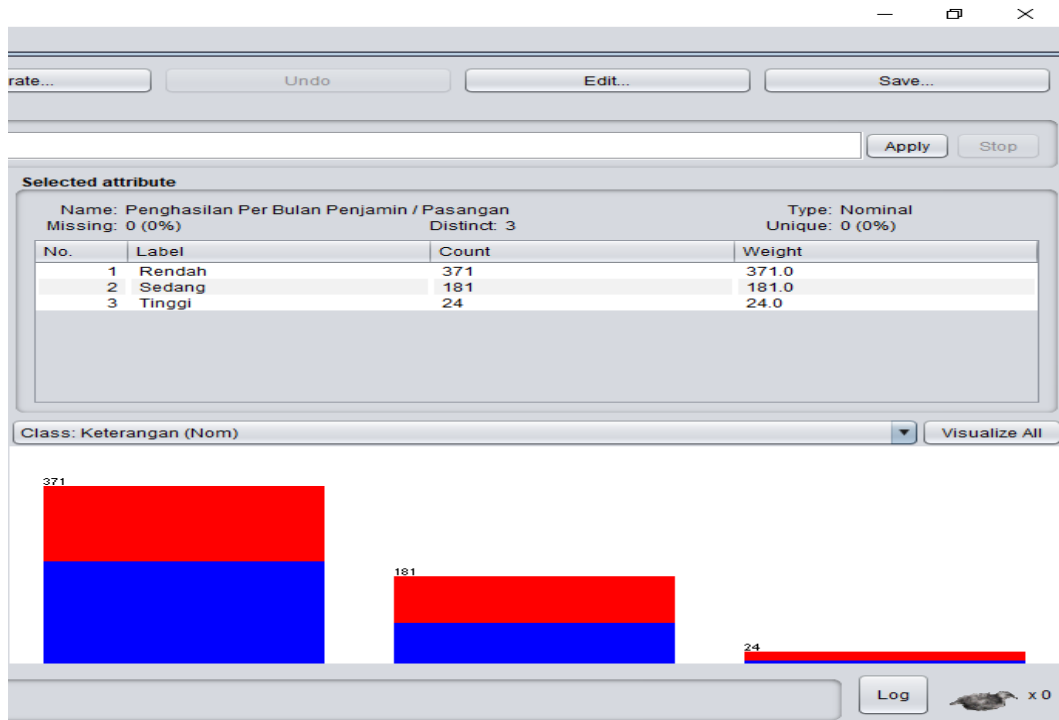 rate... Undo Edit... Save...
Apply Stop
Selected attribute
Name: Penghasilan Per Bulan Penjamin / Pasangan Type: Nominal
Missing: 0 (0%) Distinct: 3 Unique: 0 (0%)
No. Label Count Weight
1 Rendah 371 371.0
2 Sedang 181 181.0
3 Tinggi 24 24.0
Class: Keterangan (Nom) Visualize All
371
181
24
Log x 0